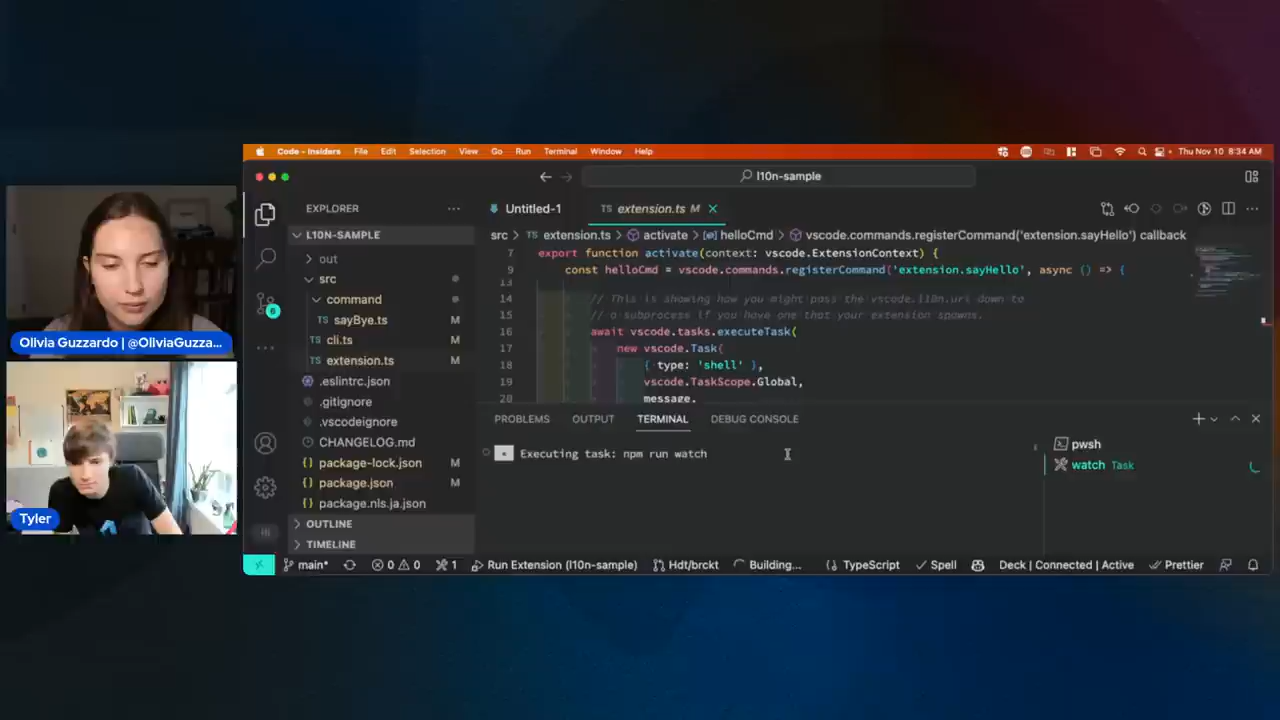 Code - Insiders File Edit Selection View Go Run Terminal Window Help Thu Nov 10 8:34 AM
l10n-sample
EXPLORER
L10N-SAMPLE
out
src
command
sayBye.ts M
cli.ts M
extension.ts M
.eslintrc.json
.gitignore
.vscodeignore
CHANGELOG.md
package-lock.json M
package.json M
package.nls.ja.json
OUTLINE
TIMELINE
Untitled-1 TS extension.ts M
src > TS extension.ts > activate > helloCmd > vscode.commands.registerCommand('extension.sayHello') callback
7 export function activate(context: vscode.ExtensionContext) {
9 const helloCmd = vscode.commands.registerCommand('extension.sayHello', async () => {
13
14 // This is showing how you might pass the vscode.l10n.uri down to
15 // a subprocess if you have one that your extension spawns.
16 await vscode.tasks.executeTask(
17 new vscode.Task(
18 { type: 'shell' },
19 vscode.TaskScope.Global,
20 message,
PROBLEMS OUTPUT TERMINAL DEBUG CONSOLE
Executing task: npm run watch
pwsh
watch Task
main* 0 0 1 Run Extension (l10n-sample) Hdt/brckt Building... TypeScript Spell Deck | Connected | Active Prettier
Olivia Guzzardo | @OliviaGuzza...
Tyler